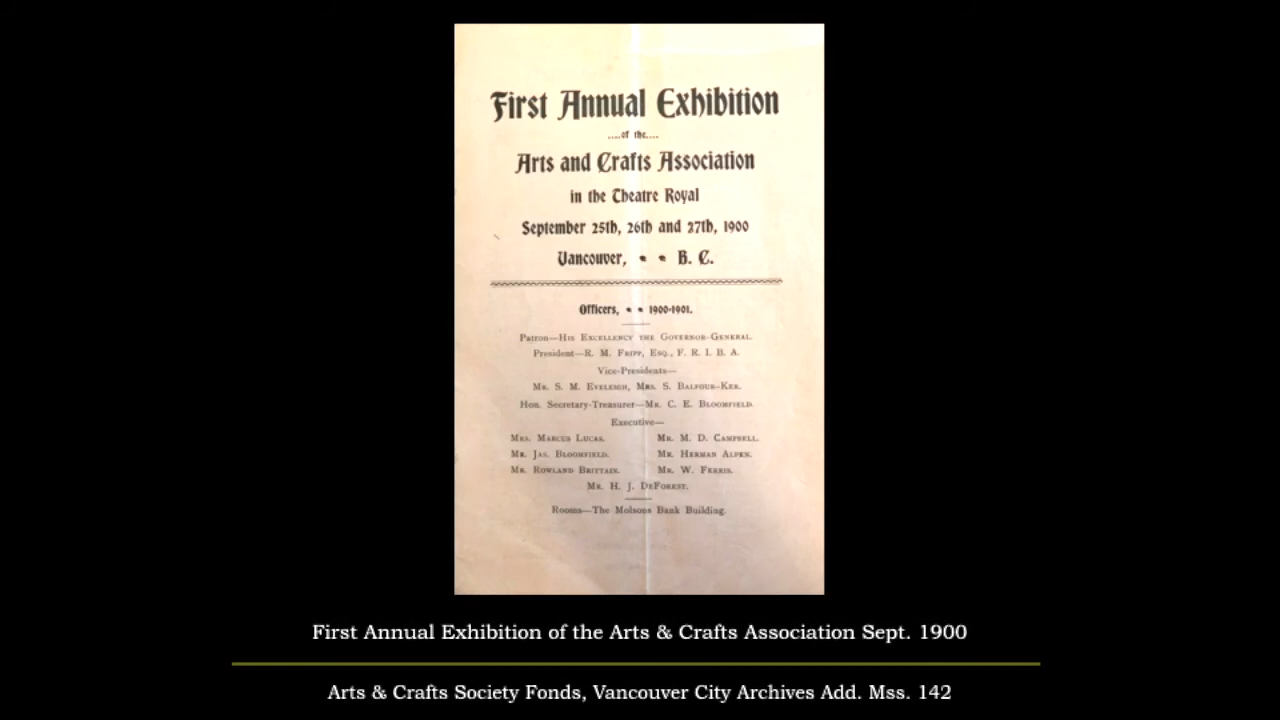 First Annual Exhibition
....of the....
Arts and Crafts Association
in the Theatre Royal
September 25th, 26th and 27th, 1900
Vancouver, B. C.
Officers, 1900-1901.
Patron—His Excellency the Governor-General.
President—R. M. Fripp, Esq., F. R. I. B. A.
Vice-Presidents—
Mr. S. M. Eveleigh, Mrs. S. Balfour-Ker.
Hon. Secretary-Treasurer—Mr. C. E. Bloomfield.
Executive—
Mrs. Marcus Lucas. Mr. M. D. Campbell.
Mr. Jas. Bloomfield. Mr. Herman Alpen.
Mr. Rowland Brittain. Mr. W. Ferris.
Mr. H. J. DeForest.
Rooms—The Molsons Bank Building.
First Annual Exhibition of the Arts & Crafts Association Sept. 1900
Arts & Crafts Society Fonds, Vancouver City Archives Add. Mss. 142